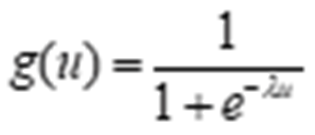 g(u) = 1 / (1 + e^{-λu})